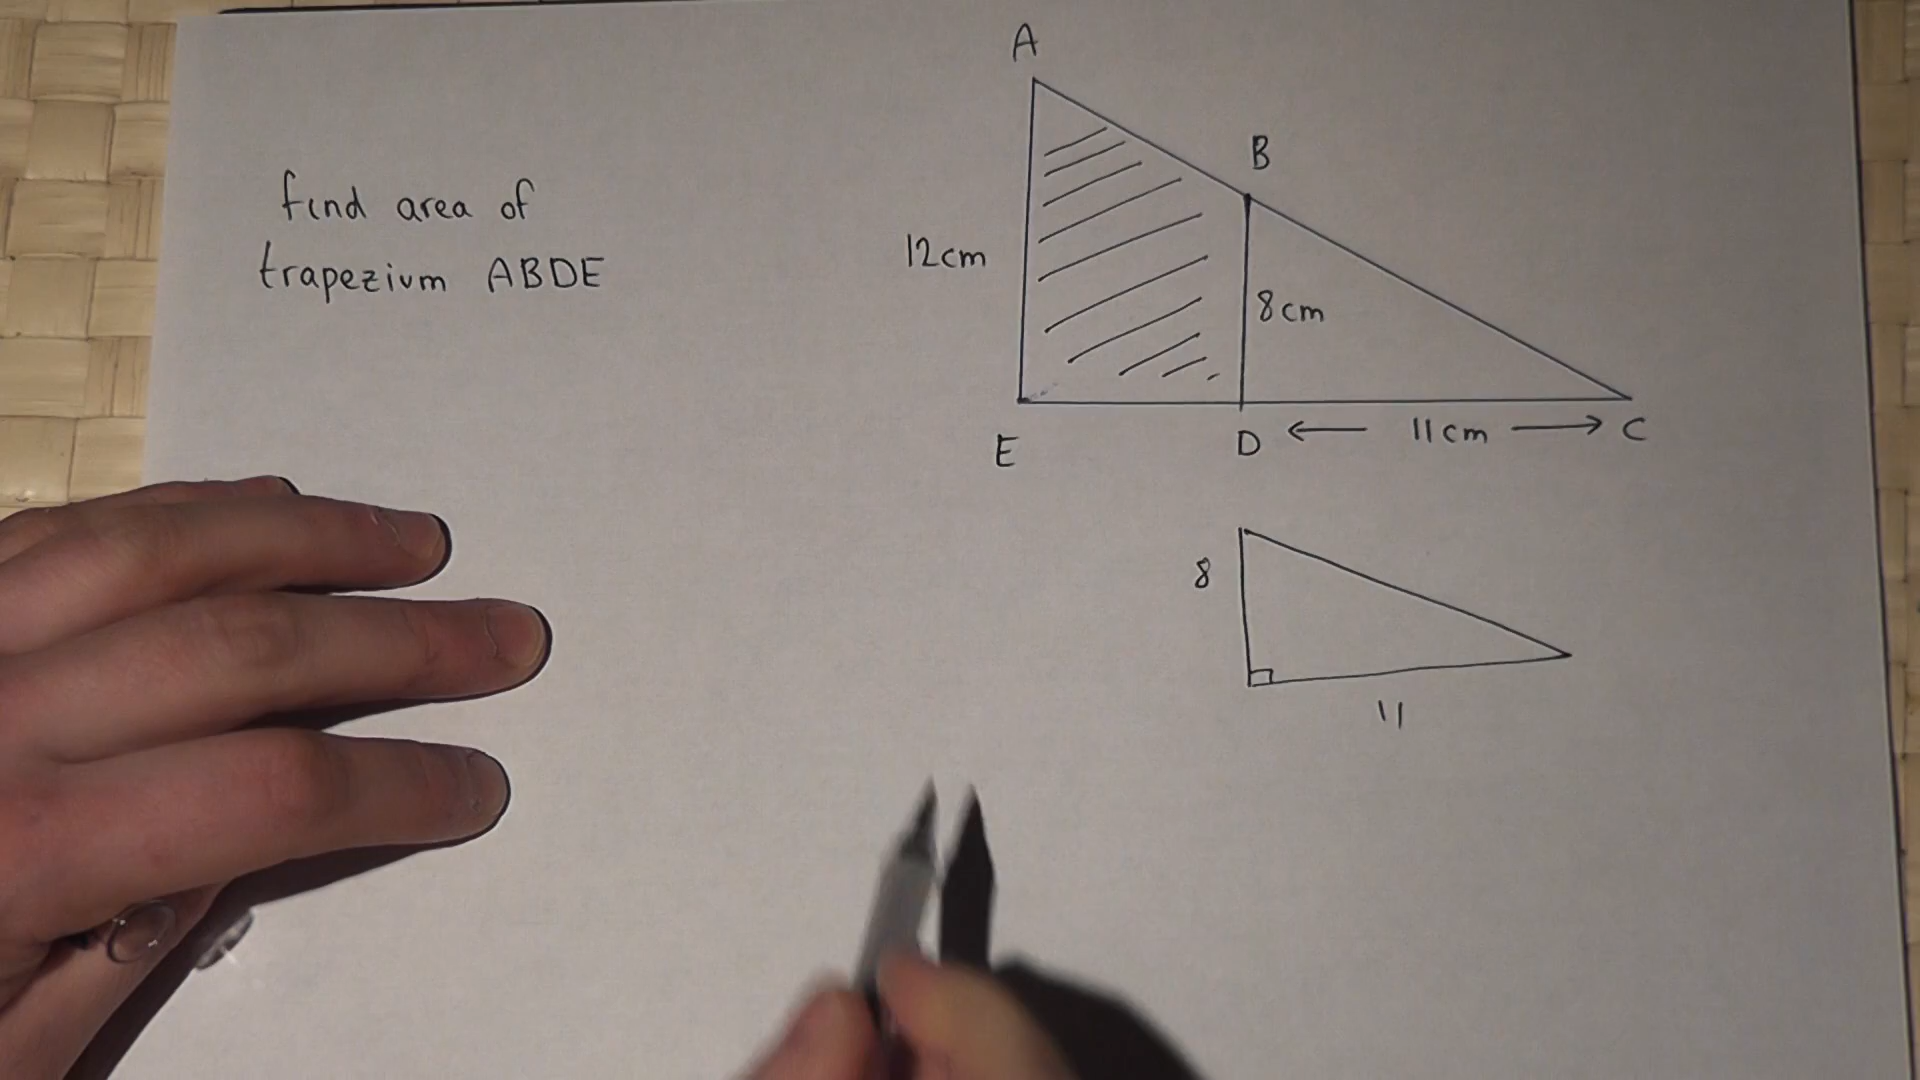 find area of
trapezium ABDE
A
B
12cm
8cm
E
D
11cm
C
8
11